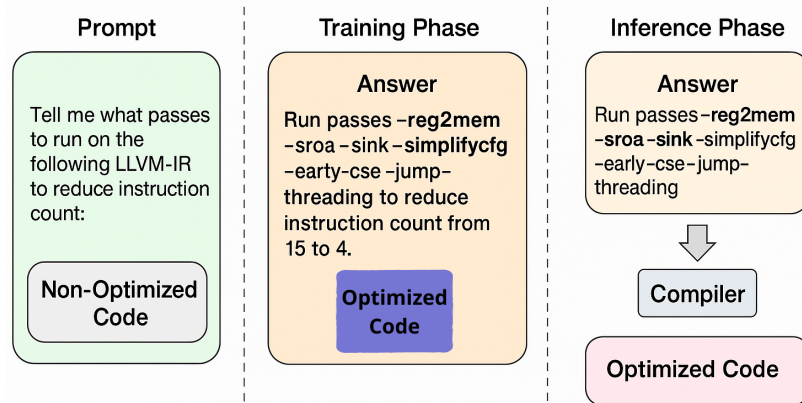 Prompt
Tell me what passes
to run on the
following LLVM-IR
to reduce instruction
count:
Non-Optimized
Code
Training Phase
Answer
Run passes –reg2mem
–sroa –sink –simplifycfg
–earty-cse –jump–
threading to reduce
instruction count from
15 to 4.
Optimized
Code
Inference Phase
Answer
Run passes –reg2mem
–sroa –sink –simplifycfg
–early–cse–jump–
threading
Compiler
Optimized Code